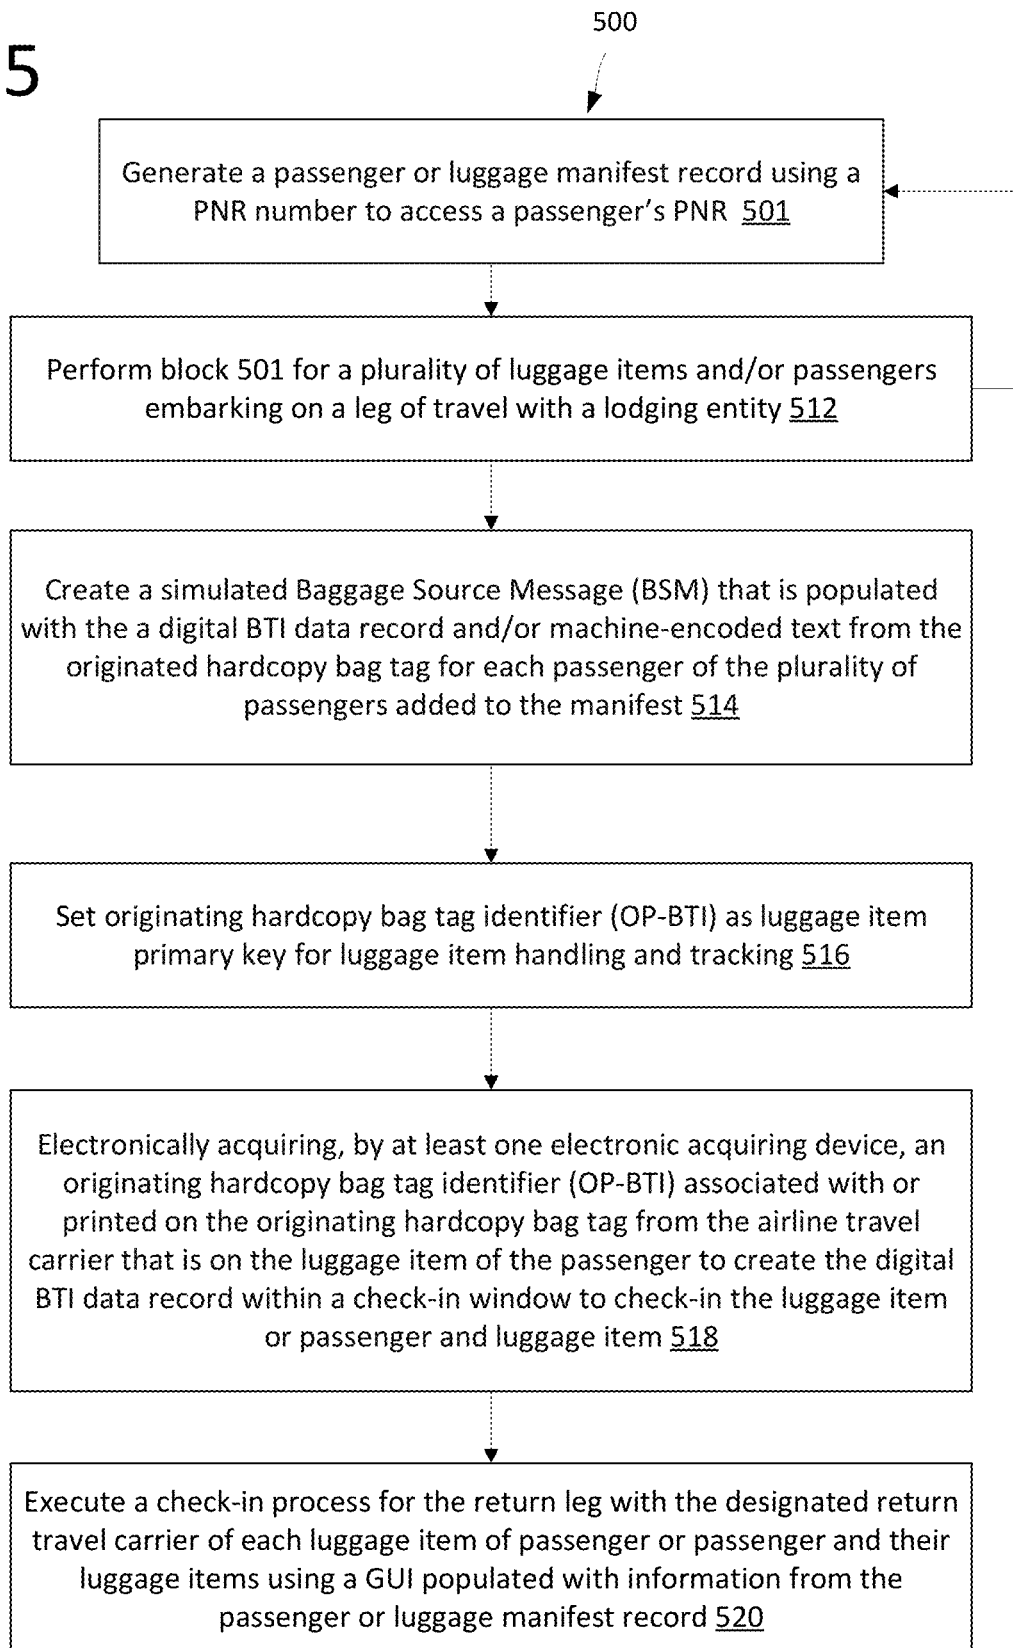 500
5
Generate a passenger or luggage manifest record using a
PNR number to access a passenger's PNR 501
Perform block 501 for a plurality of luggage items and/or passengers
embarking on a leg of travel with a lodging entity 512
Create a simulated Baggage Source Message (BSM) that is populated
with the a digital BTI data record and/or machine-encoded text from the
originated hardcopy bag tag for each passenger of the plurality of
passengers added to the manifest 514
Set originating hardcopy bag tag identifier (OP-BTI) as luggage item
primary key for luggage item handling and tracking 516
Electronically acquiring, by at least one electronic acquiring device, an
originating hardcopy bag tag identifier (OP-BTI) associated with or
printed on the originating hardcopy bag tag from the airline travel
carrier that is on the luggage item of the passenger to create the digital
BTI data record within a check-in window to check-in the luggage item
or passenger and luggage item 518
Execute a check-in process for the return leg with the designated return
travel carrier of each luggage item of passenger or passenger and their
luggage items using a GUI populated with information from the
passenger or luggage manifest record 520